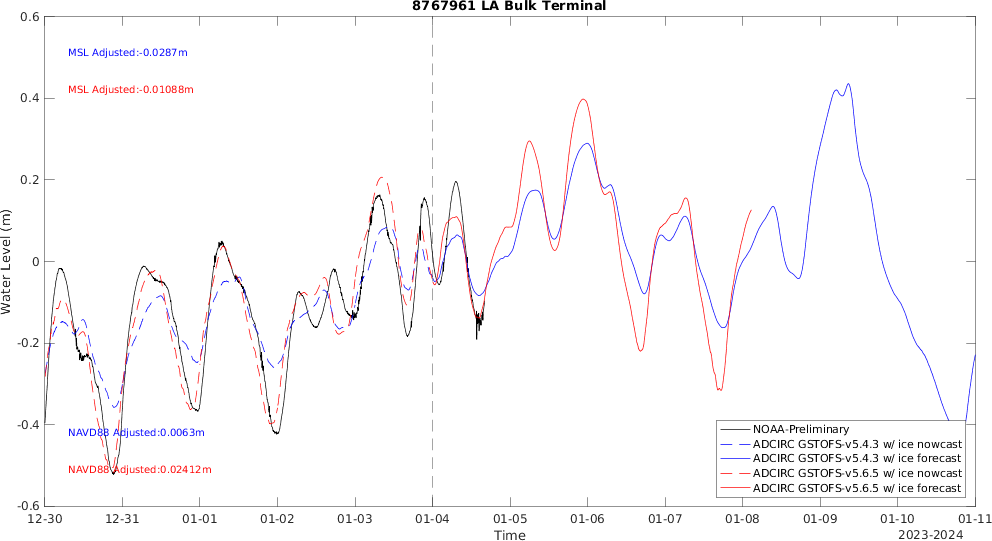 8767961 LA Bulk Terminal
MSL Adjusted:-0.0287m
MSL Adjusted:-0.01088m
NAVD88 Adjusted:0.0063m
NAVD88 Adjusted:0.02412m
Water Level (m)
0.6
0.4
0.2
0
-0.2
-0.4
-0.6
NOAA-Preliminary
ADCIRC GSTOFS-v5.4.3 w/ ice nowcast
ADCIRC GSTOFS-v5.4.3 w/ ice forecast
ADCIRC GSTOFS-v5.6.5 w/ ice nowcast
ADCIRC GSTOFS-v5.6.5 w/ ice forecast
12-30 12-31 01-01 01-02 01-03 01-04 01-05 01-06 01-07 01-08 01-09 01-10 01-11
Time
2023-2024